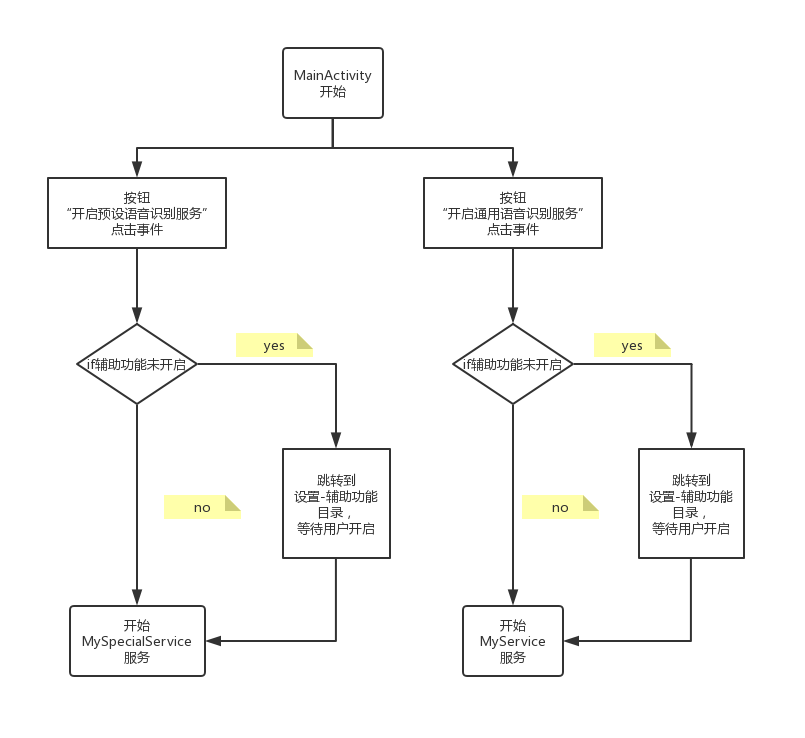 MainActivity
开始
按钮
“开启预设语音识别服务”
点击事件
按钮
“开启通用语音识别服务”
点击事件
if辅助功能未开启
yes
if辅助功能未开启
yes
跳转到
设置-辅助功能
目录，
等待用户开启
no
跳转到
设置-辅助功能
目录，
等待用户开启
no
开始
MySpecialService
服务
开始
MyService
服务